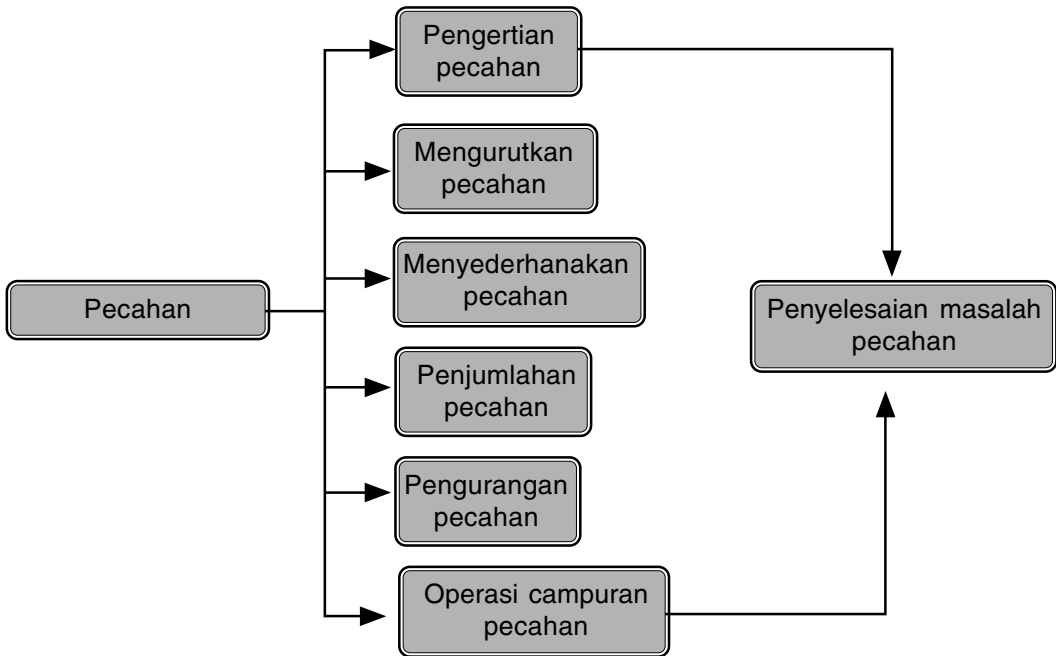 Pengertian
pecahan
Mengurutkan
pecahan
Menyederhanakan
pecahan
Pecahan
Penyelesaian masalah
pecahan
Penjumlahan
pecahan
Pengurangan
pecahan
Operasi campuran
pecahan